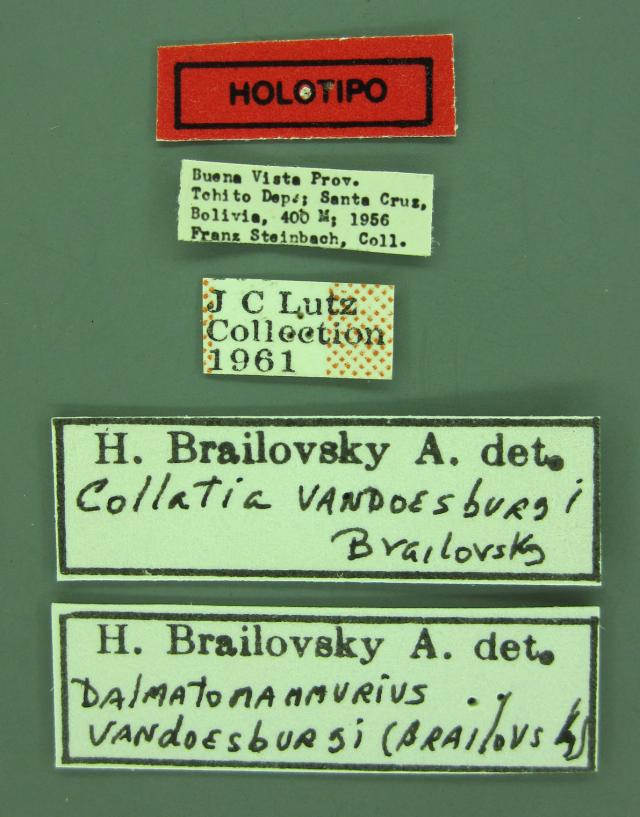 HOLOTIPO
Buena Vista Prov.
Tchito Dep.; Santa Cruz,
Bolivia, 400 M; 1956
Franz Steinbach, Coll.
J C Lutz
Collection
1961
H. Brailovsky A. det.
Collatia VANDOESburgi
Brailovsky
H. Brailovsky A. det.
DAlmatomammurius
VANdoesburgi (BRAilovsky)